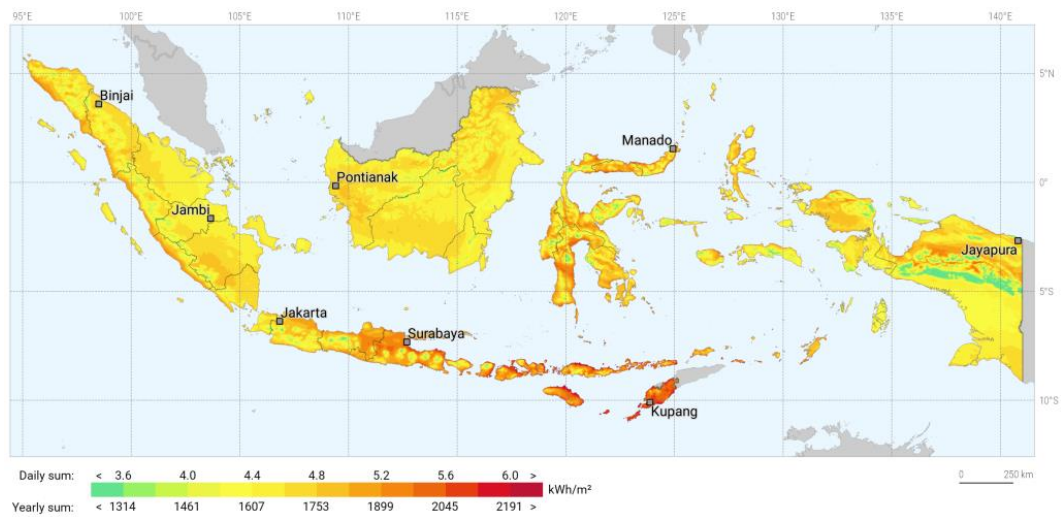 95°E 100°E 105°E 110°E 115°E 120°E 125°E 130°E 135°E 140°E
5°N
Binjai
Manado
Pontianak
0°
Jambi
Jayapura
5°S
Jakarta
Surabaya
10°S
Kupang
Daily sum: < 3.6 4.0 4.4 4.8 5.2 5.6 6.0 >
kWh/m²
Yearly sum: < 1314 1461 1607 1753 1899 2045 2191 >
0 250 km